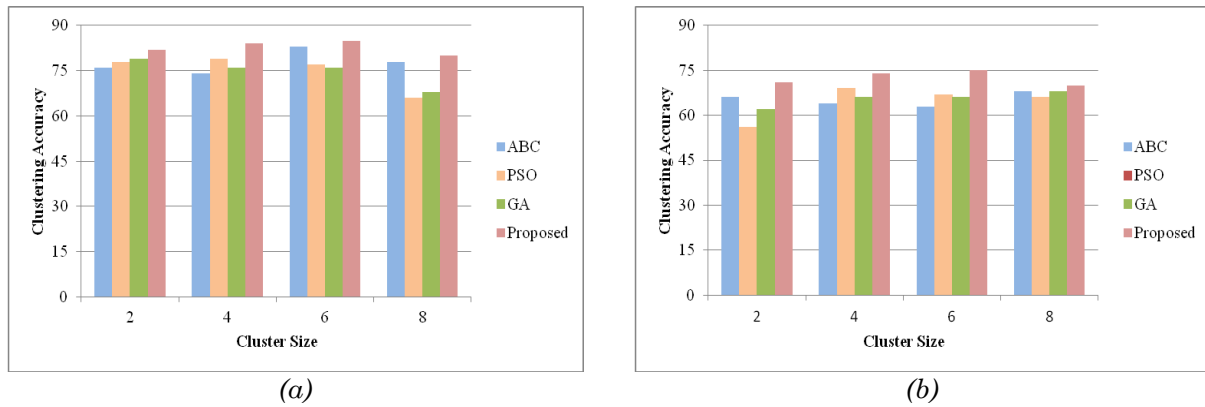 Clustering Accuracy
90
75
60
45
30
15
0
2 4 6 8
Cluster Size
ABC
PSO
GA
Proposed
(a)
Clustering Accuracy
90
75
60
45
30
15
0
2 4 6 8
Cluster Size
ABC
PSO
GA
Proposed
(b)